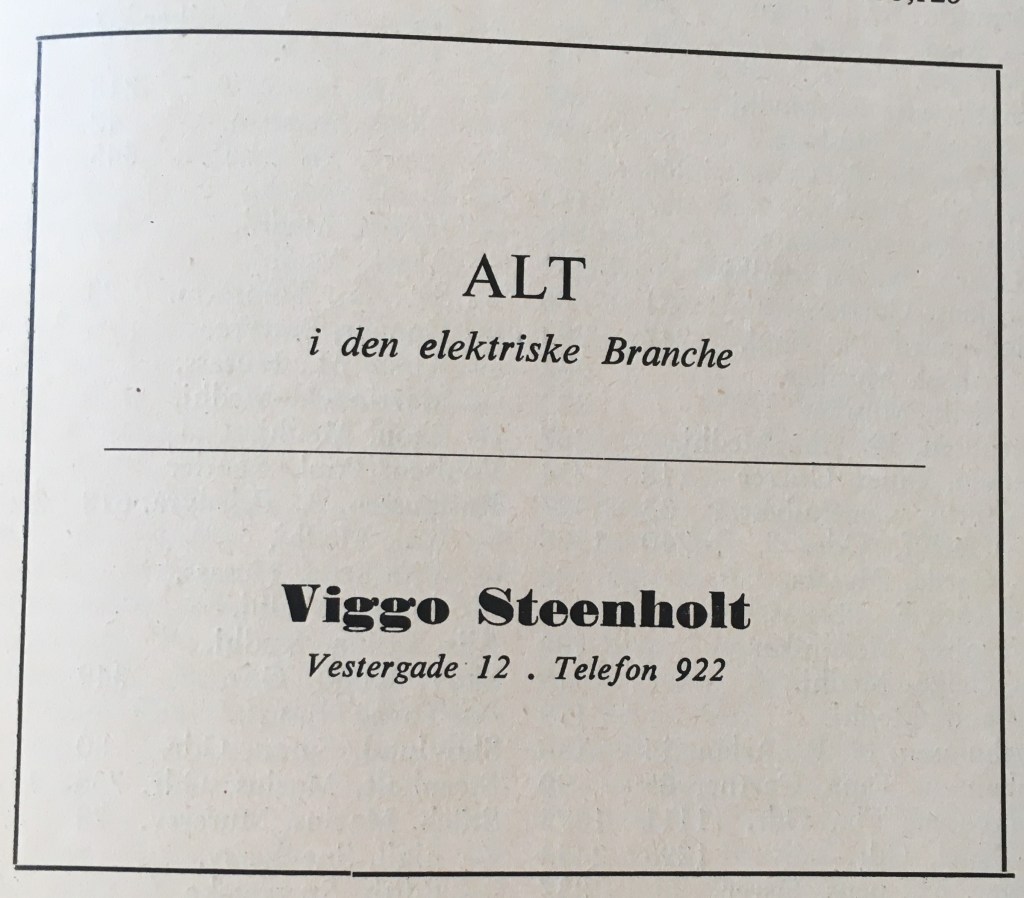 ALT
i den elektriske Branche
Viggo Steenholt
Vestergade 12 . Telefon 922